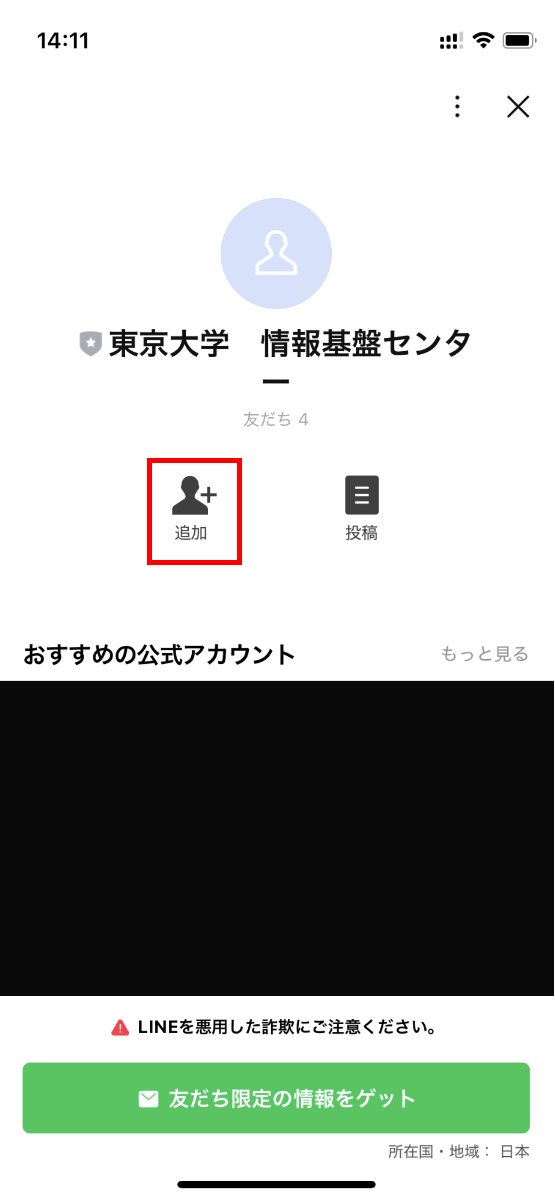 14:11
東京大学　情報基盤センタ
ー
友だち 4
追加
投稿
おすすめの公式アカウント
もっと見る
LINEを悪用した詐欺にご注意ください。
友だち限定の情報をゲット
所在国・地域： 日本